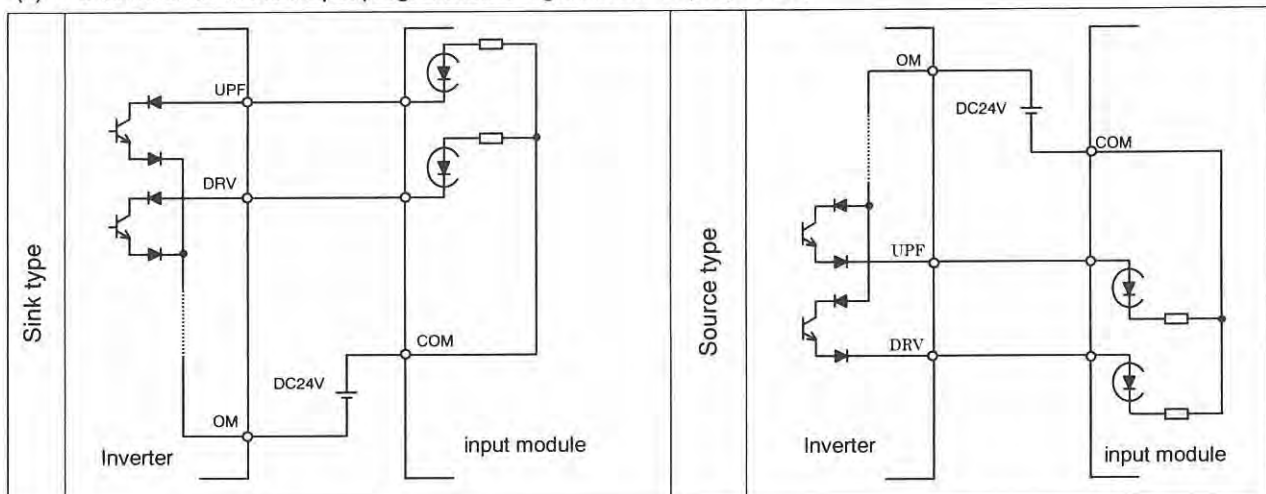 Sink type
UPF
DRV
COM
DC24V
OM
Inverter
input module
Source type
OM
DC24V
COM
UPF
DRV
Inverter
input module